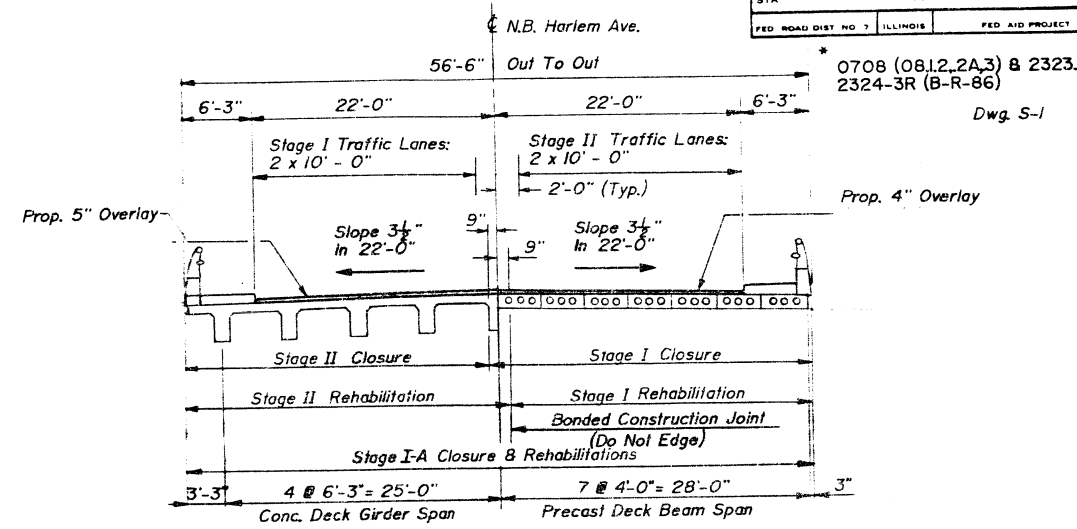 FED ROAD DIST NO 7 ILLINOIS FED AID PROJECT
℄ N.B. Harlem Ave.
* 0708 (08.1.2,,2A,3) & 2323.
2324-3R (B-R-86)
Dwg. S-1
56'-6" Out To Out
6'-3" 22'-0" 22'-0" 6'-3"
Stage I Traffic Lanes:
2 x 10' - 0"
Stage II Traffic Lanes:
2 x 10' - 0"
2'-0" (Typ.)
Prop. 5" Overlay
Prop. 4" Overlay
Slope 3½"
In 22'-0"
9"
9"
Slope 3½"
In 22'-0"
Stage II Closure Stage I Closure
Stage II Rehabilitation Stage I Rehabilitation
Bonded Construction Joint
(Do Not Edge)
Stage I-A Closure & Rehabilitations
3'-3" 4 @ 6'-3" = 25'-0" 7 @ 4'-0" = 28'-0" 3"
Conc. Deck Girder Span Precast Deck Beam Span